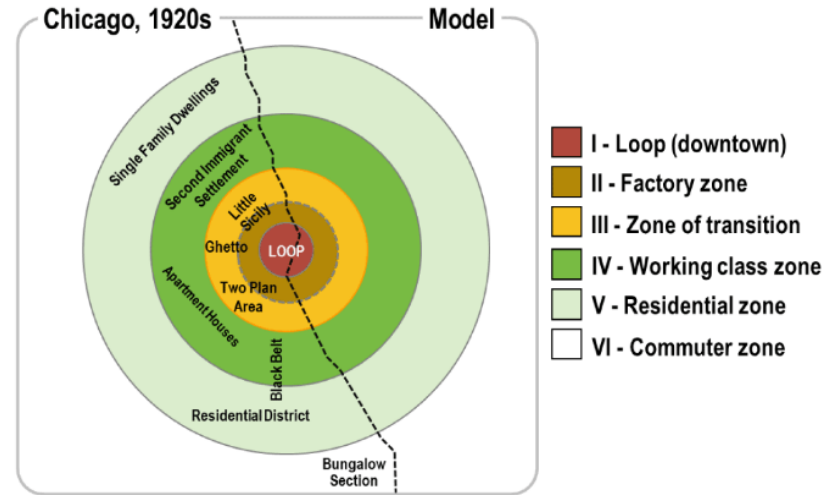 Chicago, 1920s
Model
Single Family Dwellings
Second Immigrant
Settlement
Little
Sicily
Ghetto
LOOP
Two Plan
Area
Apartment Houses
Black Belt
Residential District
Bungalow
Section
I - Loop (downtown)
II - Factory zone
III - Zone of transition
IV - Working class zone
V - Residential zone
VI - Commuter zone